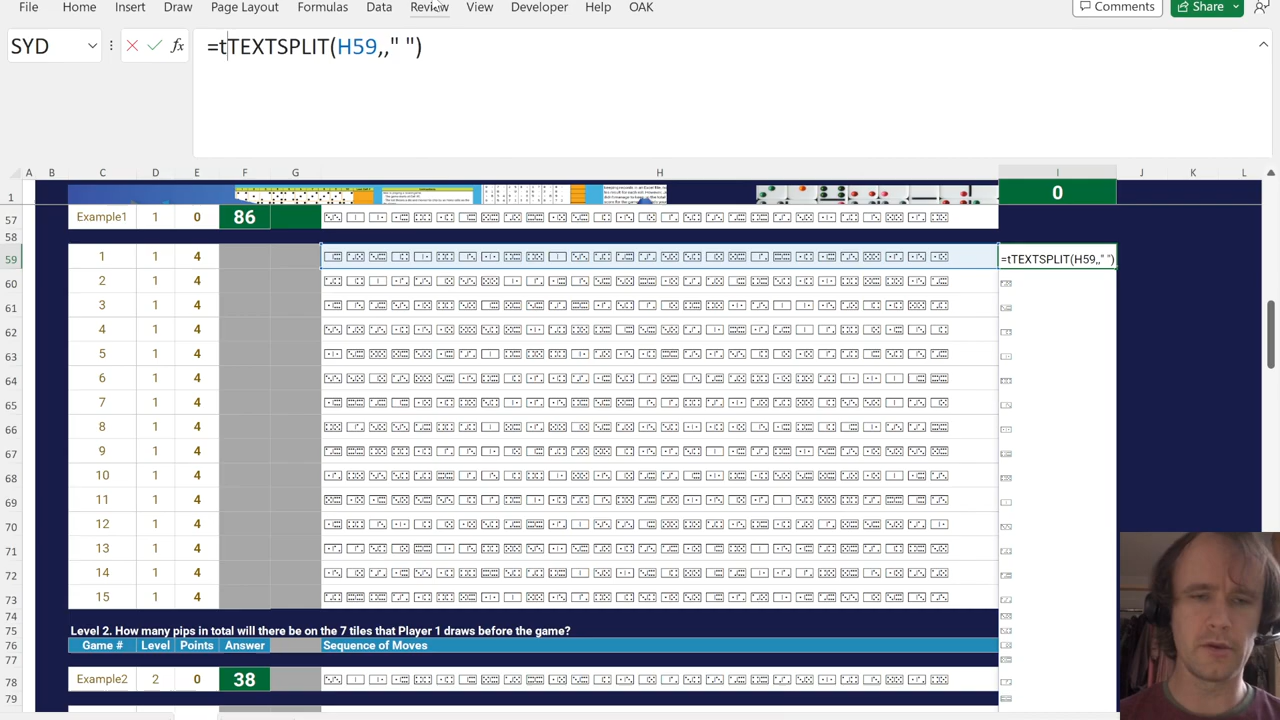 File Home Insert Draw Page Layout Formulas Data Review View Developer Help OAK Comments Share
SYD fx =tTEXTSPLIT(H59,,” “)
A B C D E F G H I J K L
1 0
57 Example1 1 0 86
58
59 1 1 4 =tTEXTSPLIT(H59,," ")
60 2 1 4
61 3 1 4
62 4 1 4
63 5 1 4
64 6 1 4
65 7 1 4
66 8 1 4
67 9 1 4
68 10 1 4
69 11 1 4
70 12 1 4
71 13 1 4
72 14 1 4
73 15 1 4
74
75 Level 2. How many pips in total will there be on the 7 tiles that Player 1 draws before the game?
76 Game # Level Points Answer Sequence of Moves
77
78 Example2 2 0 38
79